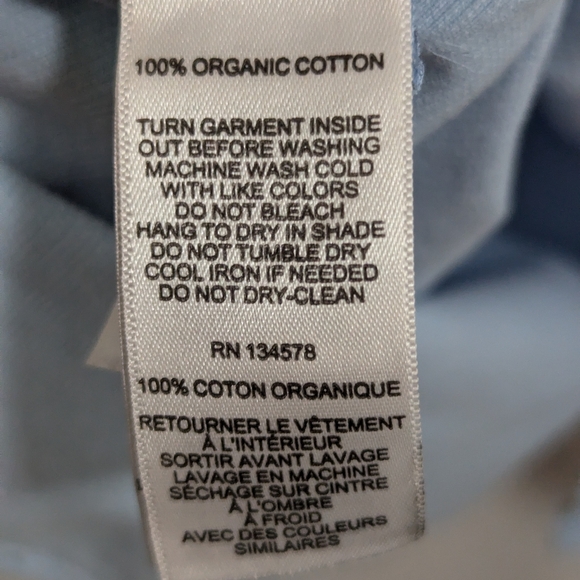 100% ORGANIC COTTON
TURN GARMENT INSIDE
OUT BEFORE WASHING
MACHINE WASH COLD
WITH LIKE COLORS
DO NOT BLEACH
HANG TO DRY IN SHADE
DO NOT TUMBLE DRY
COOL IRON IF NEEDED
DO NOT DRY-CLEAN
RN 134578
100% COTON ORGANIQUE
RETOURNER LE VÊTEMENT
À L'INTÉRIEUR
SORTIR AVANT LAVAGE
LAVAGE EN MACHINE
SÉCHAGE SUR CINTRE
À L'OMBRE
À FROID
AVEC DES COULEURS
SIMILAIRES